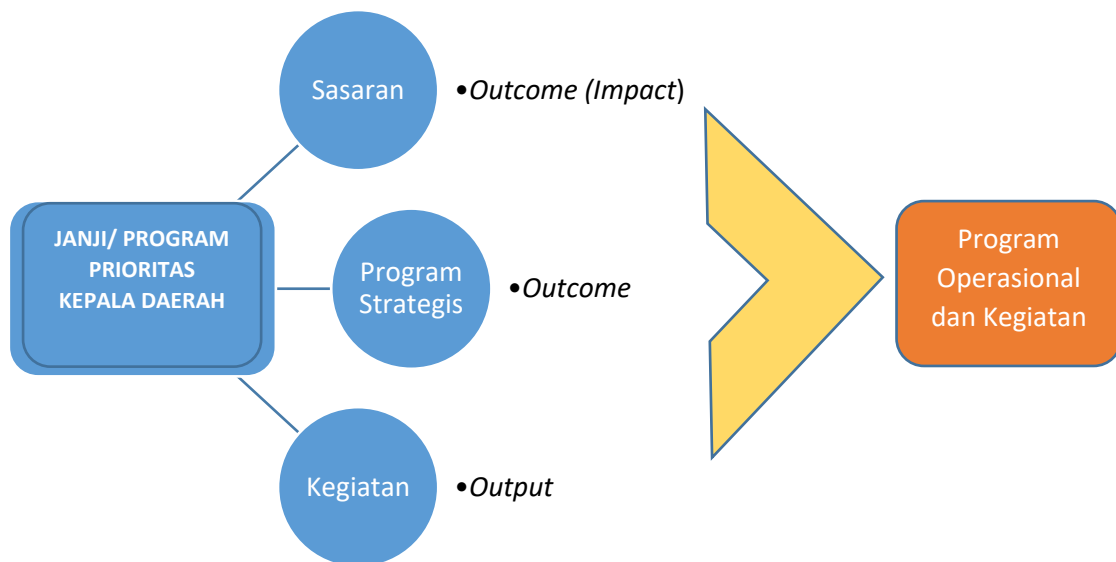 Sasaran
•Outcome (Impact)
JANJI/ PROGRAM
PRIORITAS
KEPALA DAERAH
Program
Strategis
•Outcome
Kegiatan
•Output
Program
Operasional
dan Kegiatan